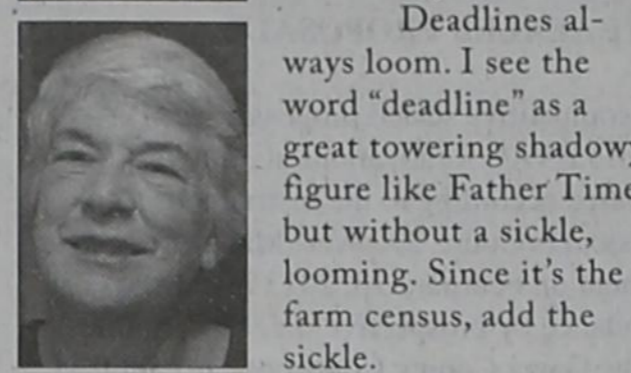 Deadlines al-
ways loom. I see the
word “deadline” as a
great towering shadowy
figure like Father Time
but without a sickle,
looming. Since it’s the
farm census, add the
sickle.